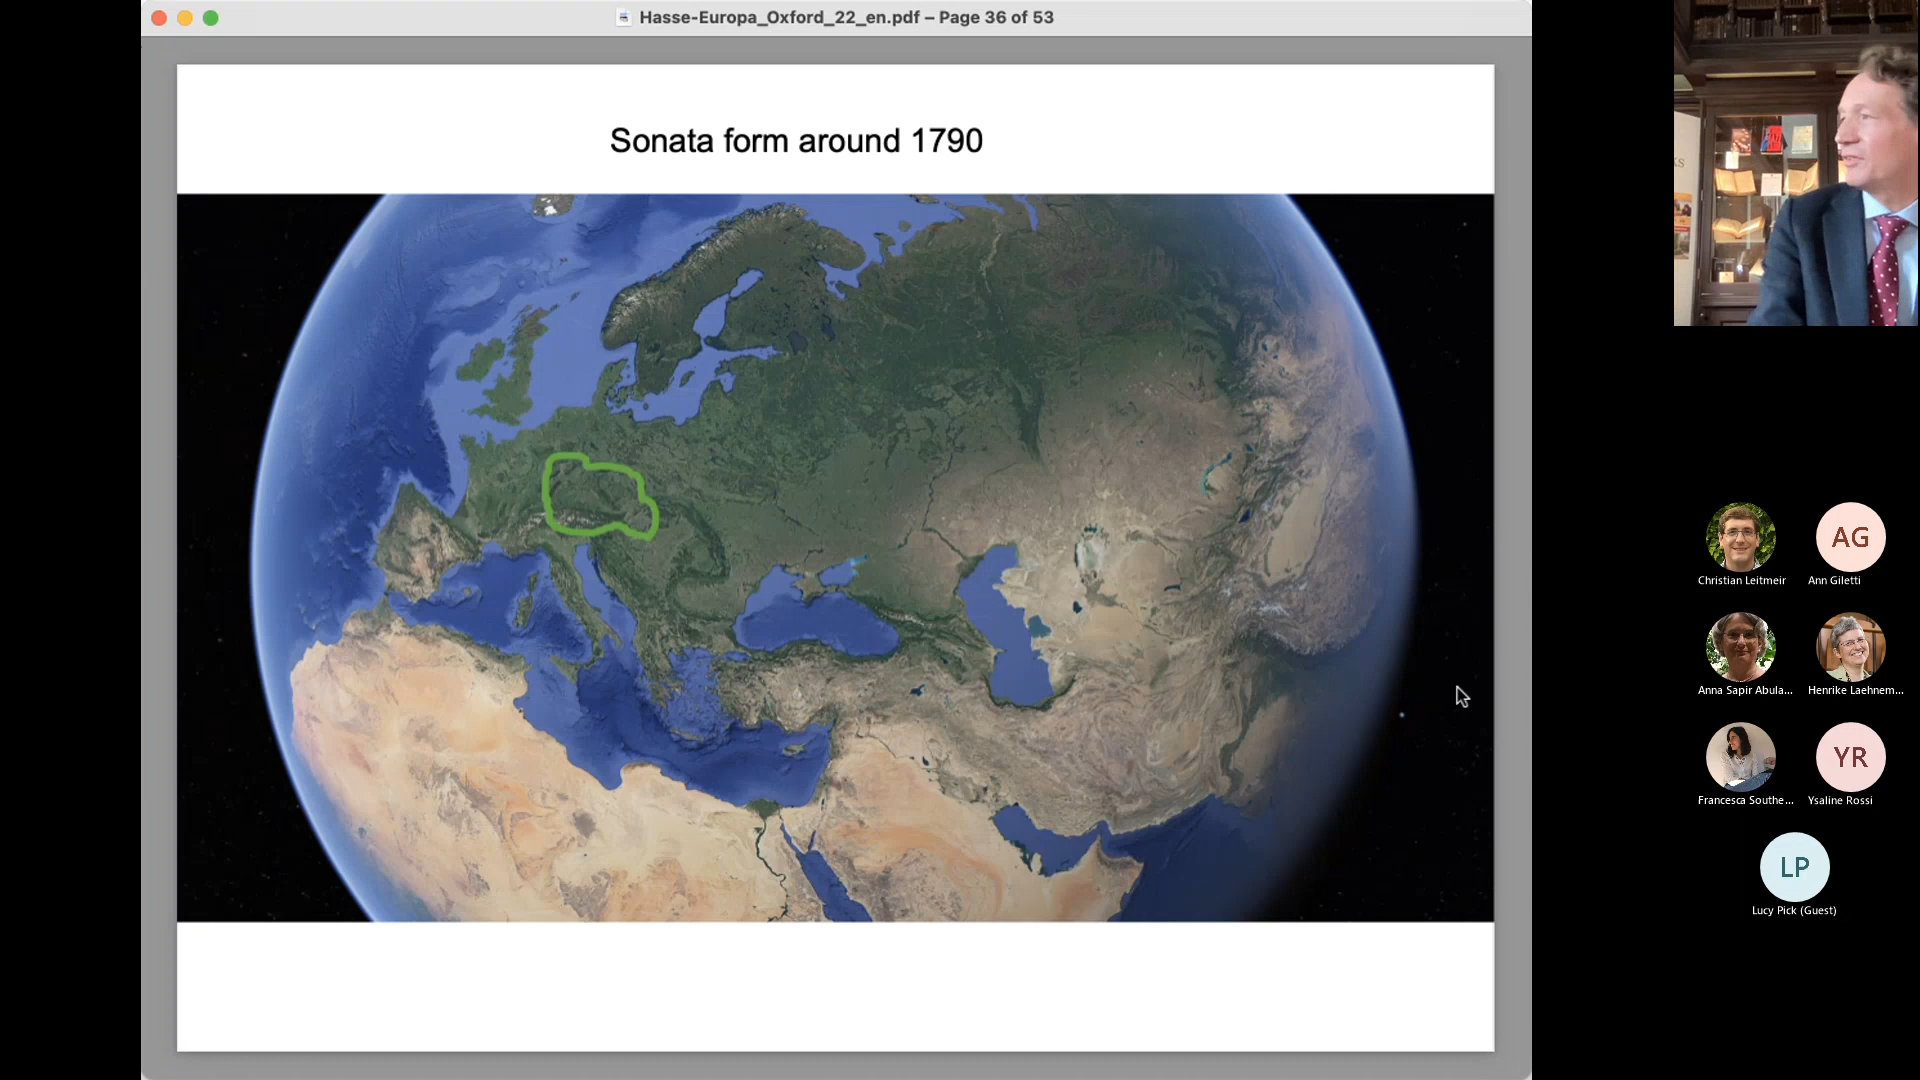 Hasse-Europa_Oxford_22_en.pdf – Page 36 of 53
Sonata form around 1790
AG
Christian Leitmeir
Ann Giletti
Anna Sapir Abula...
Henrike Laehnem...
YR
Francesca Southe...
Ysaline Rossi
LP
Lucy Pick (Guest)